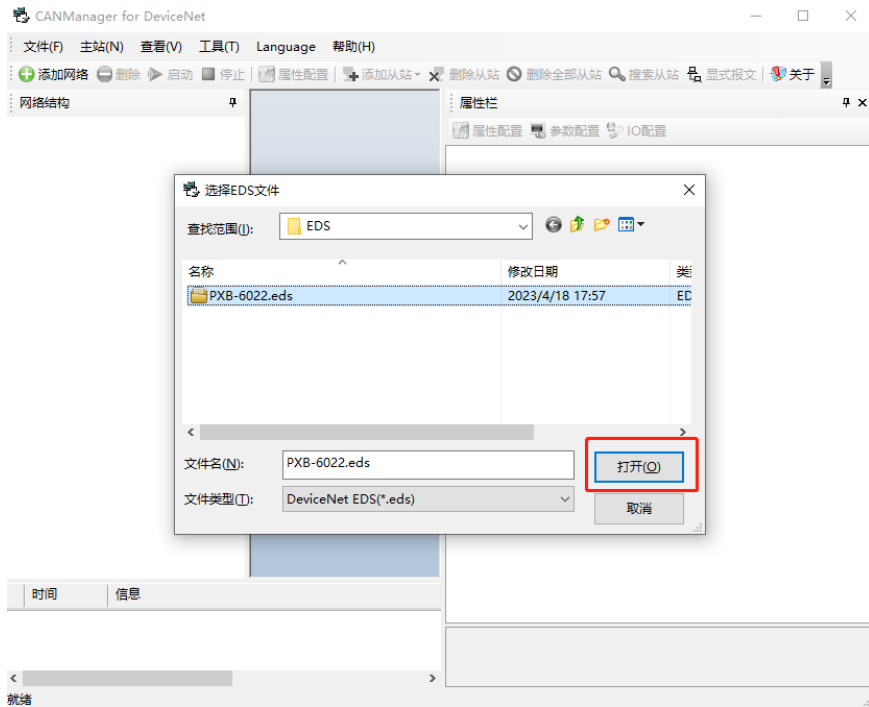 CANManager for DeviceNet
文件(F) 主站(N) 查看(V) 工具(T) Language 帮助(H)
添加网络 删除 启动 停止 属性配置 添加从站 删除从站 删除全部从站 搜索从站 显式报文 关于
网络结构
属性栏
属性配置 参数配置 IO配置
选择EDS文件
查找范围(I): EDS
名称 修改日期
PXB-6022.eds 2023/4/18 17:57 ED
文件名(N): PXB-6022.eds 打开(O)
文件类型(T): DeviceNet EDS(*.eds)
取消
时间 信息
就绪